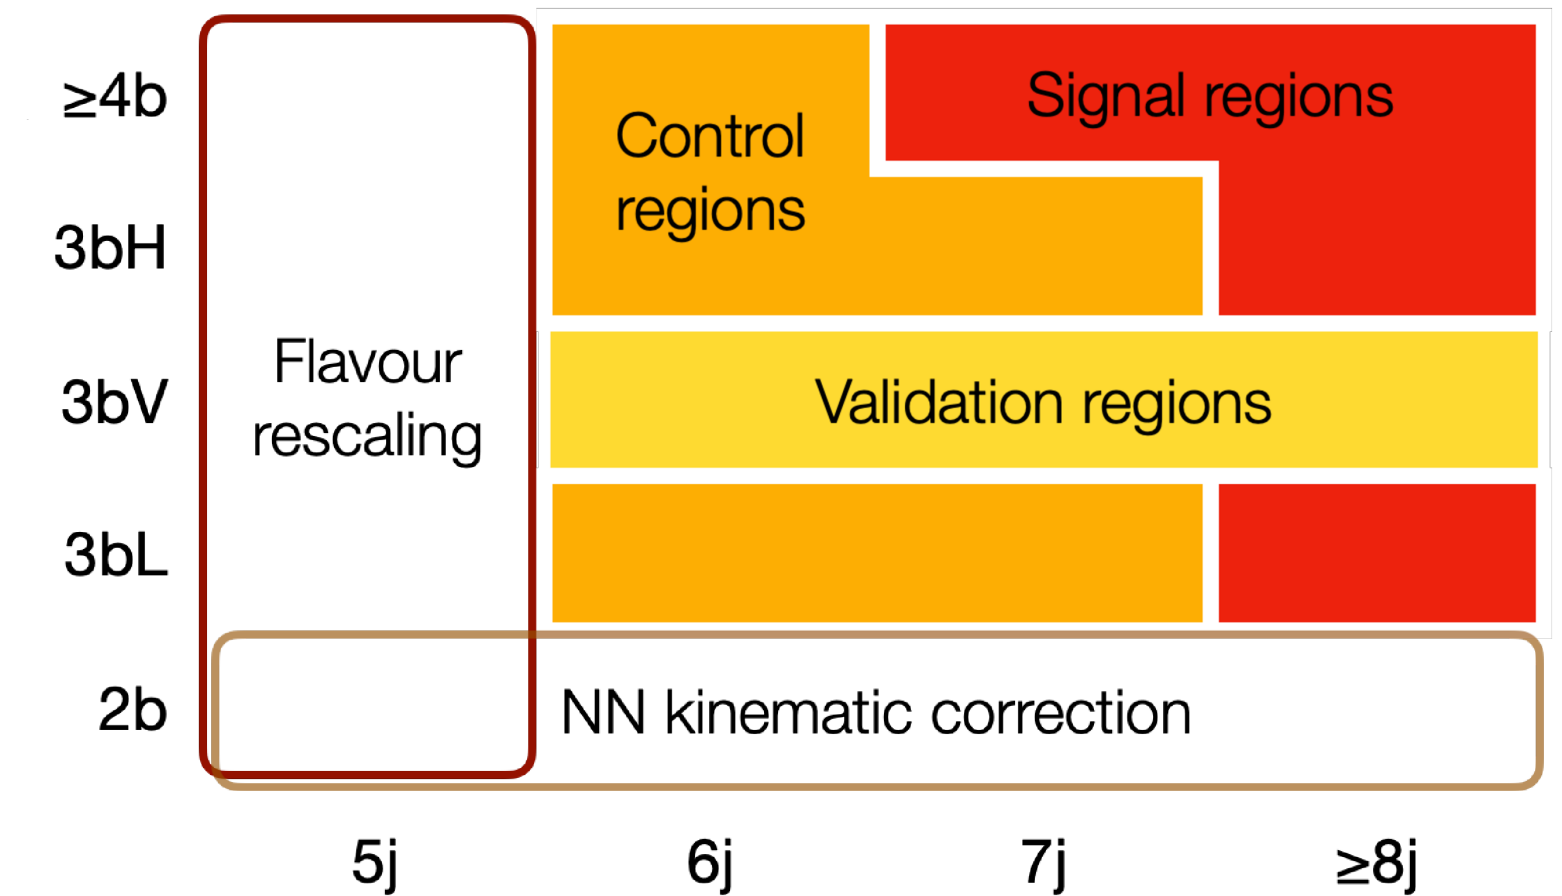 ≥4b
Signal regions
Control
regions
3bH
Flavour
rescaling
3bV
Validation regions
3bL
2b
NN kinematic correction
5j
6j
7j
≥8j